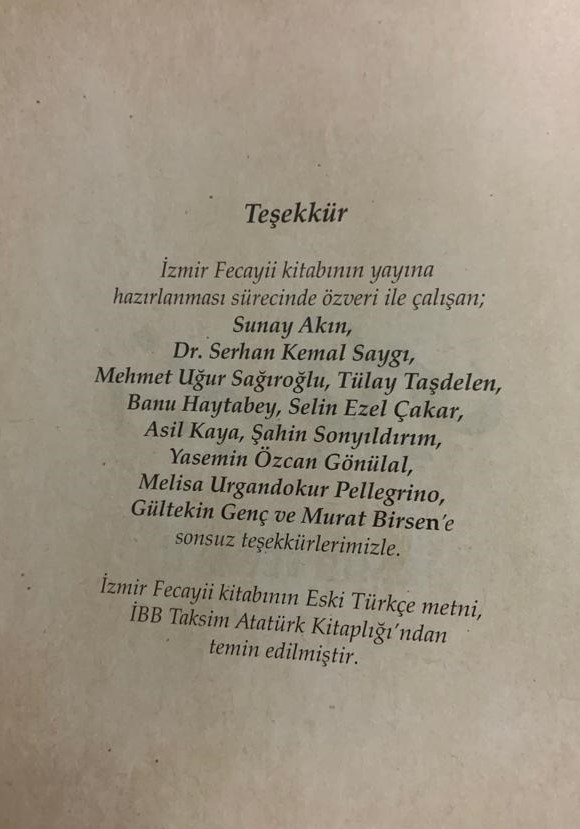 Teşekkür
İzmir Fecayii kitabının yayına
hazırlanması sürecinde özveri ile çalışan;
Sunay Akın,
Dr. Serhan Kemal Saygı,
Mehmet Uğur Sağıroğlu, Tülay Taşdelen,
Banu Haytabey, Selin Ezel Çakar,
Asil Kaya, Şahin Sonyıldırım,
Yasemin Özcan Gönülal,
Melisa Urgandokur Pellegrino,
Gültekin Genç ve Murat Birsen'e
sonsuz teşekkürlerimizle.
İzmir Fecayii kitabının Eski Türkçe metni,
İBB Taksim Atatürk Kitaplığı'ndan
temin edilmiştir.